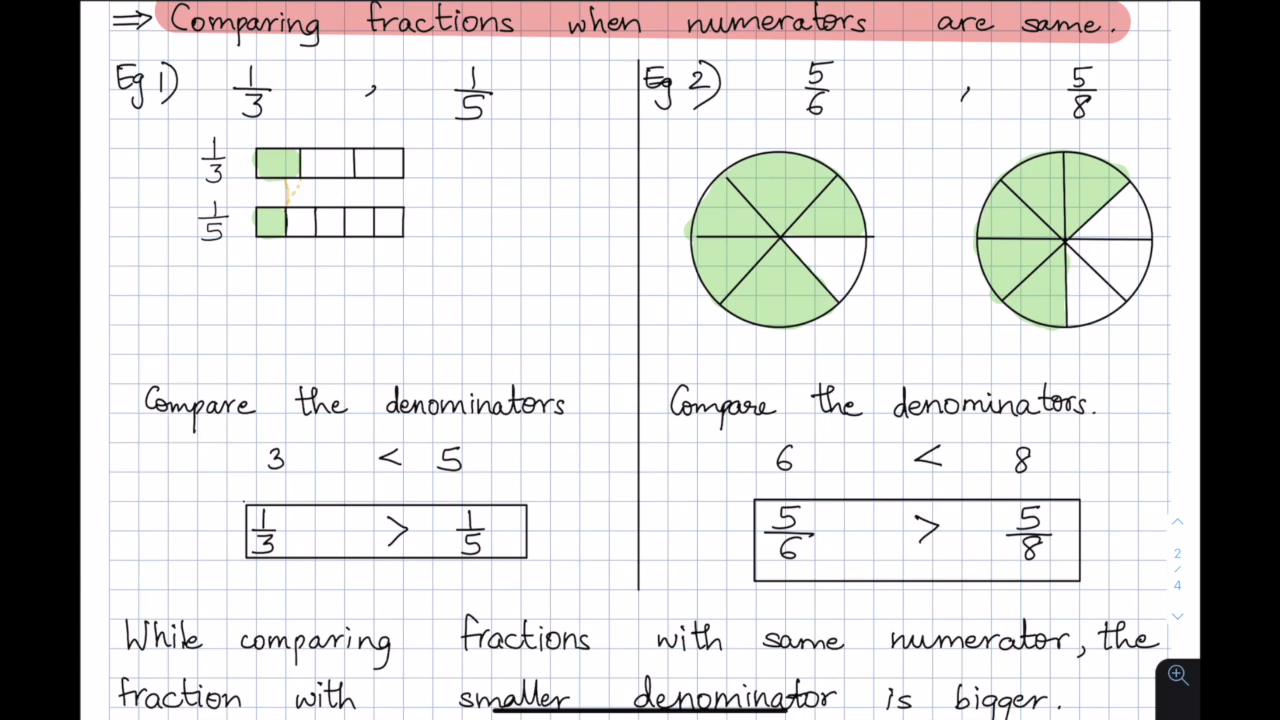 ⇒ Comparing fractions when numerators are same.
Eg 1) 1/3 , 1/5
1/3
1/5
Compare the denominators
3 < 5
1/3 > 1/5
Eg 2) 5/6 , 5/8
Compare the denominators.
6 < 8
5/6 > 5/8
While comparing fractions with same numerator, the
fraction with smaller denominator is bigger.
2
/
4